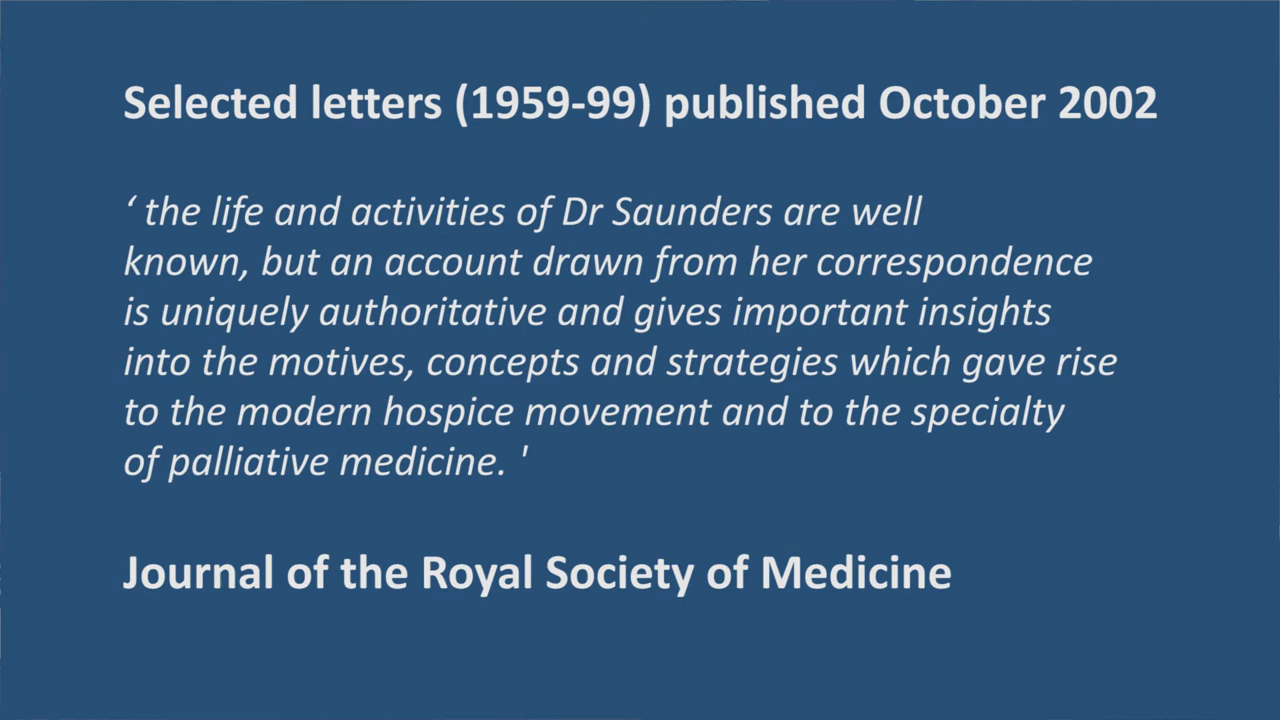 Selected letters (1959-99) published October 2002
‘ the life and activities of Dr Saunders are well
known, but an account drawn from her correspondence
is uniquely authoritative and gives important insights
into the motives, concepts and strategies which gave rise
to the modern hospice movement and to the specialty
of palliative medicine. '
Journal of the Royal Society of Medicine